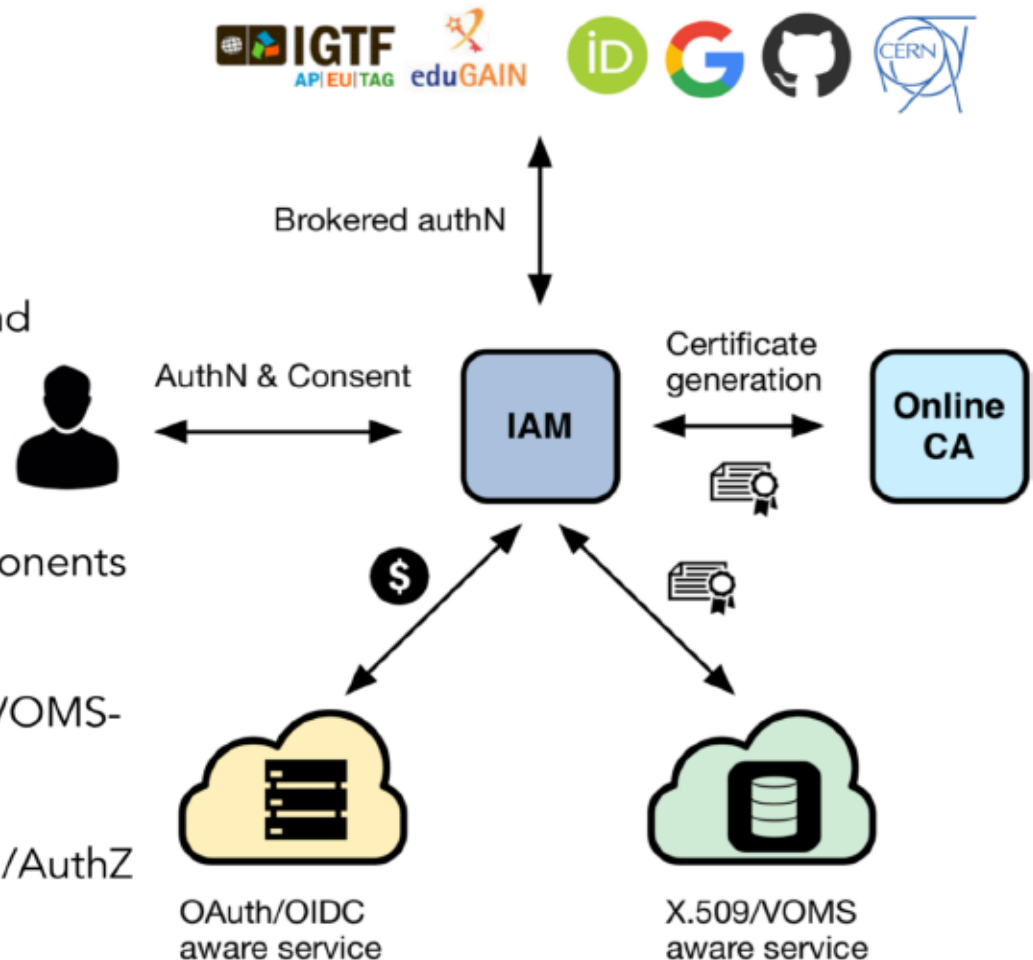 IGTF
AP|EU|TAG
eduGAIN
iD
G
CERN
Brokered authN
nd
AuthN & Consent
Certificate
generation
IAM
Online
CA
onents
$
/OMS-
/AuthZ
OAuth/OIDC
aware service
X.509/VOMS
aware service